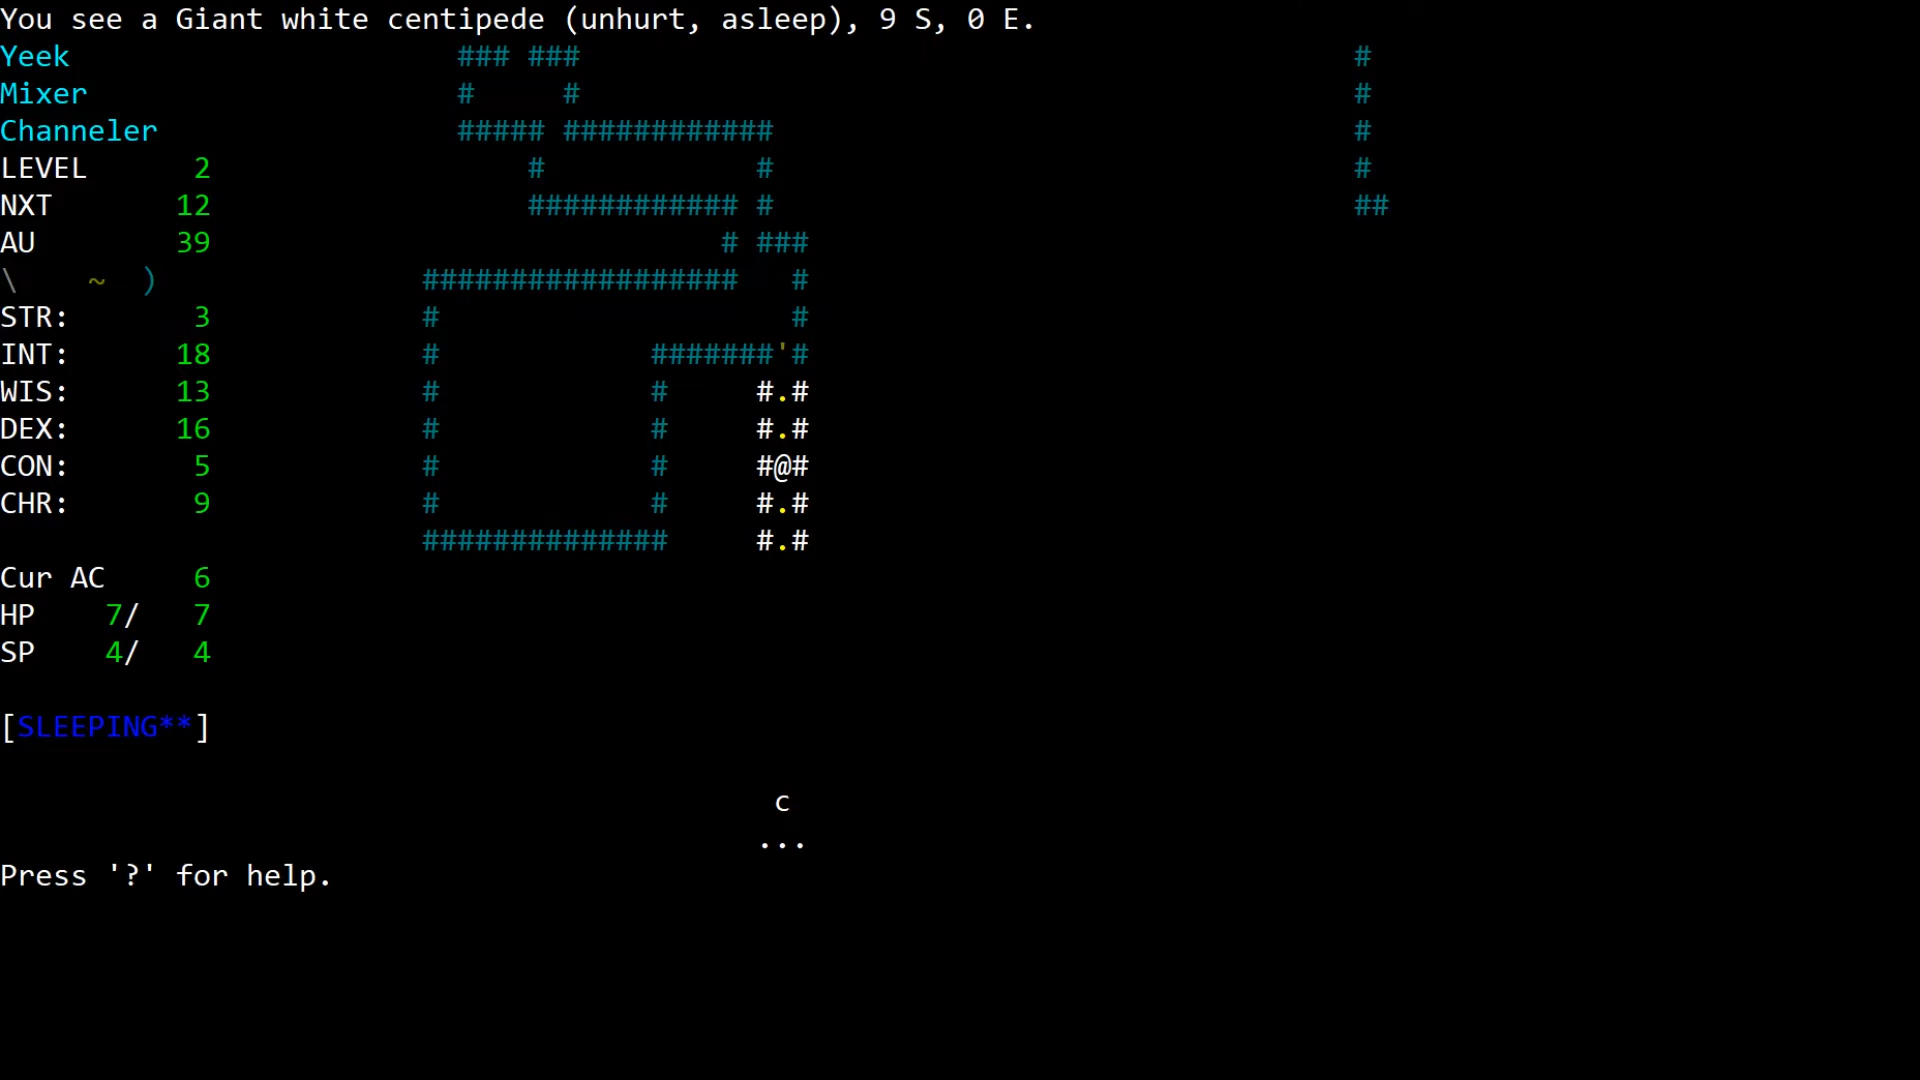 You see a Giant white centipede (unhurt, asleep), 9 S, 0 E.
Yeek ### ### #
Mixer # # #
Channeler ##### ############ #
LEVEL 2 # # #
NXT 12 ############ # ##
AU 39 # ###
\ ~ ) ################## #
STR: 3 # #
INT: 18 # #######'#
WIS: 13 # # #.#
DEX: 16 # # #.#
CON: 5 # # #@#
CHR: 9 # # #.#
############## #.#
Cur AC 6
HP 7/ 7
SP 4/ 4
[SLEEPING**]
c
...
Press '?' for help.